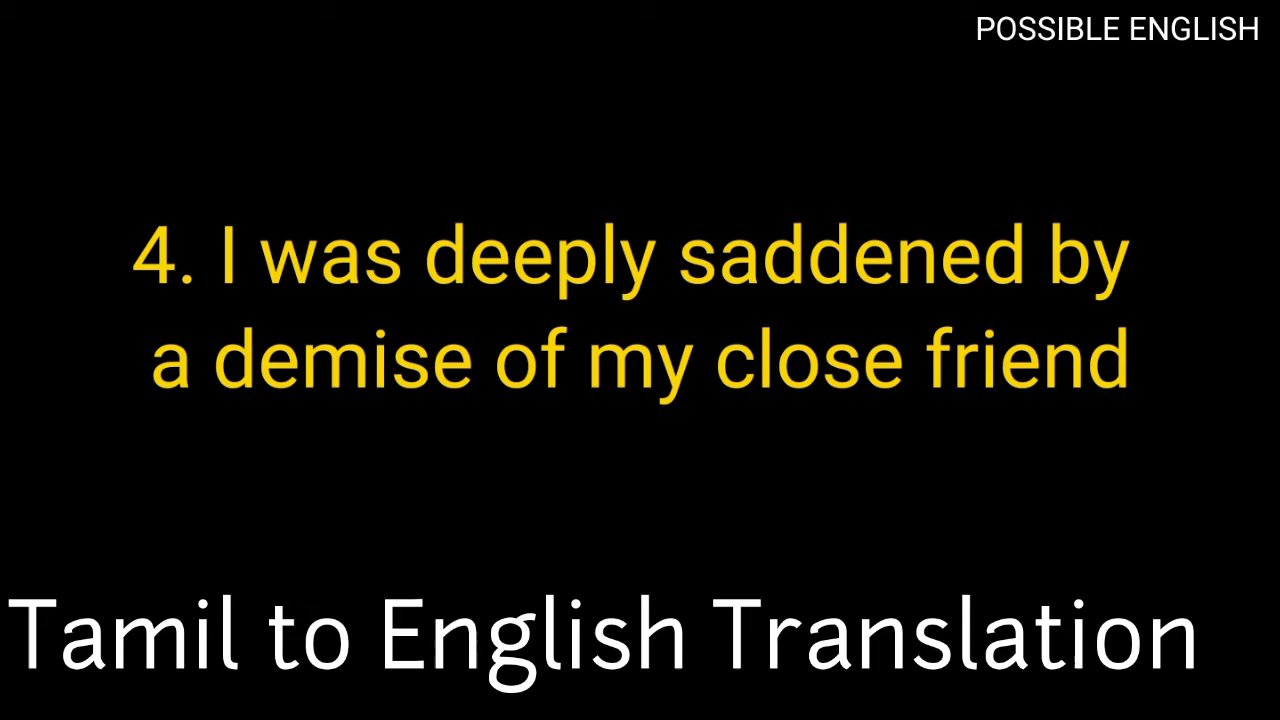 POSSIBLE ENGLISH
4. I was deeply saddened by
a demise of my close friend
Tamil to English Translation